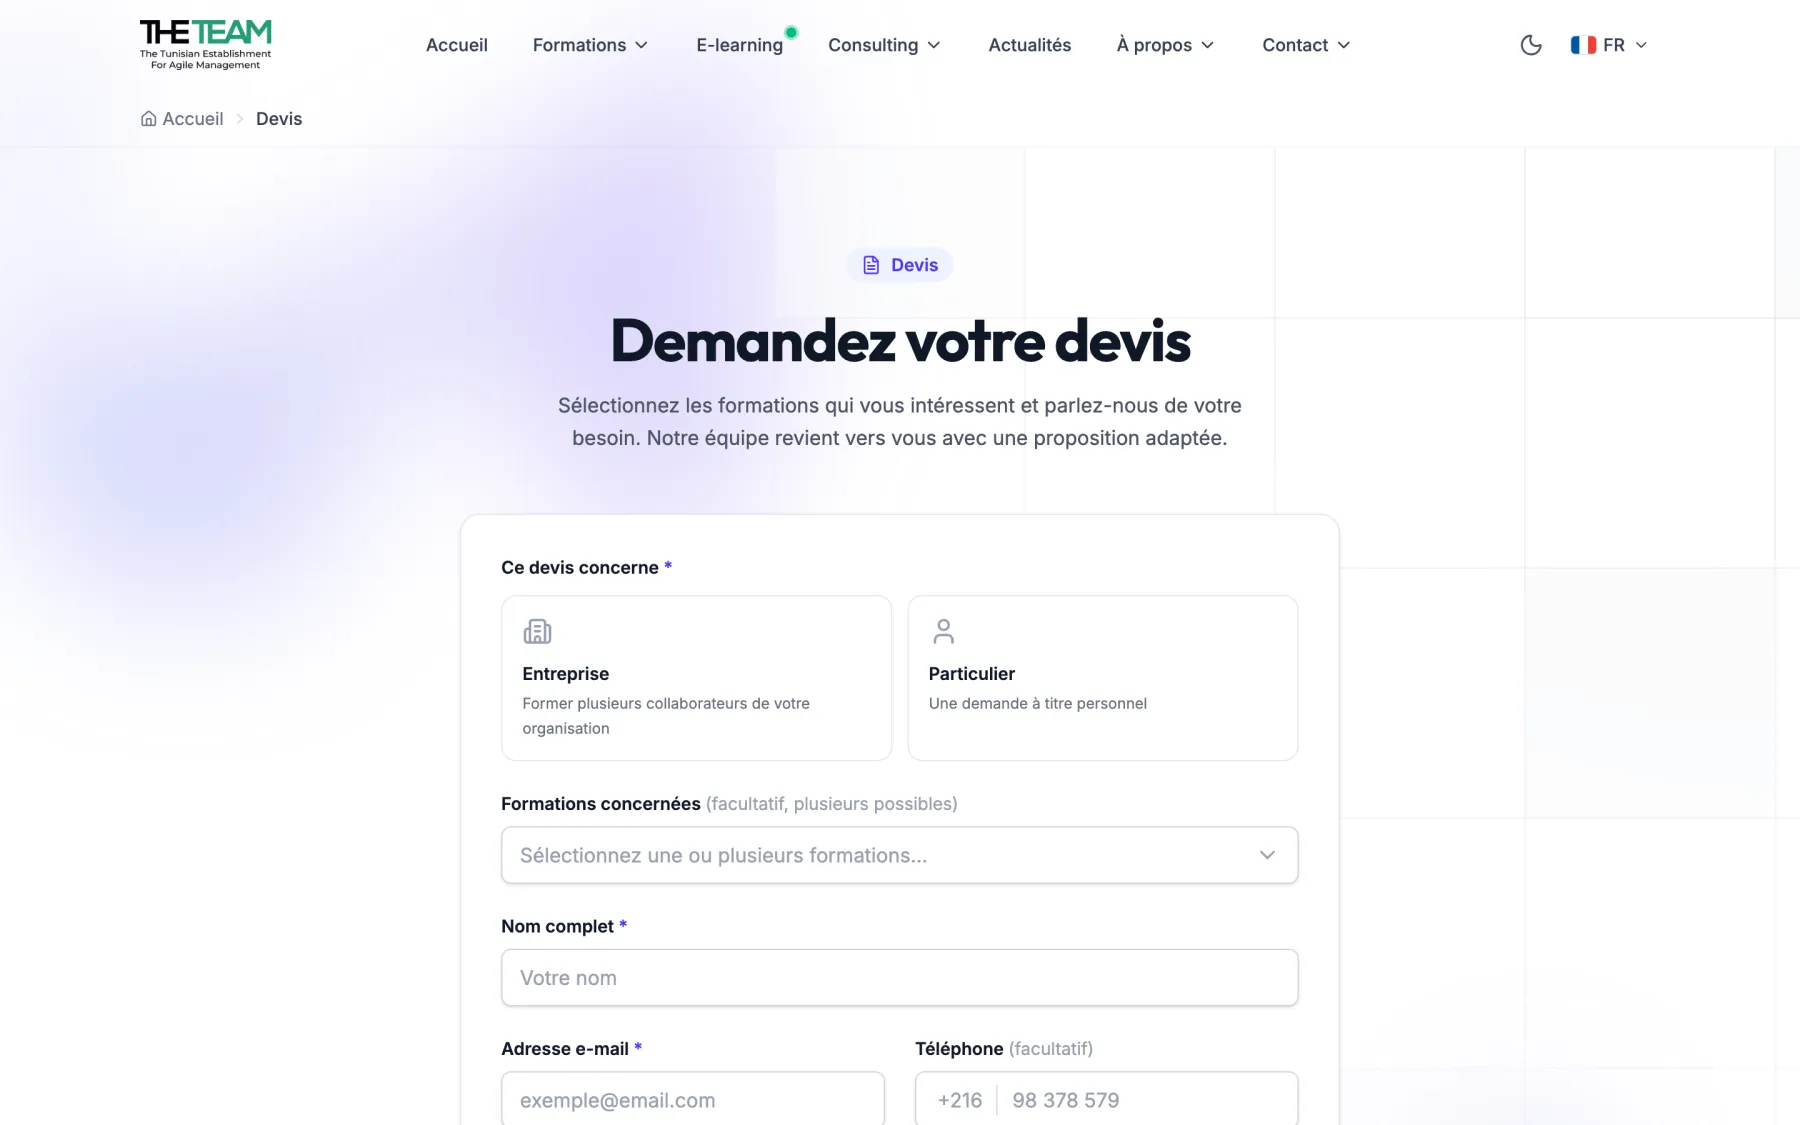 THETEAM
The Tunisian Establishment
For Agile Management
Accueil
Formations
E-learning
Consulting
Actualités
À propos
Contact
FR
Accueil
Devis
Devis
Demandez votre devis
Sélectionnez les formations qui vous intéressent et parlez-nous de votre
besoin. Notre équipe revient vers vous avec une proposition adaptée.
Ce devis concerne *
Entreprise
Former plusieurs collaborateurs de votre
organisation
Particulier
Une demande à titre personnel
Formations concernées (facultatif, plusieurs possibles)
Sélectionnez une ou plusieurs formations...
Nom complet *
Votre nom
Adresse e-mail *
exemple@email.com
Téléphone (facultatif)
+216
98 378 579